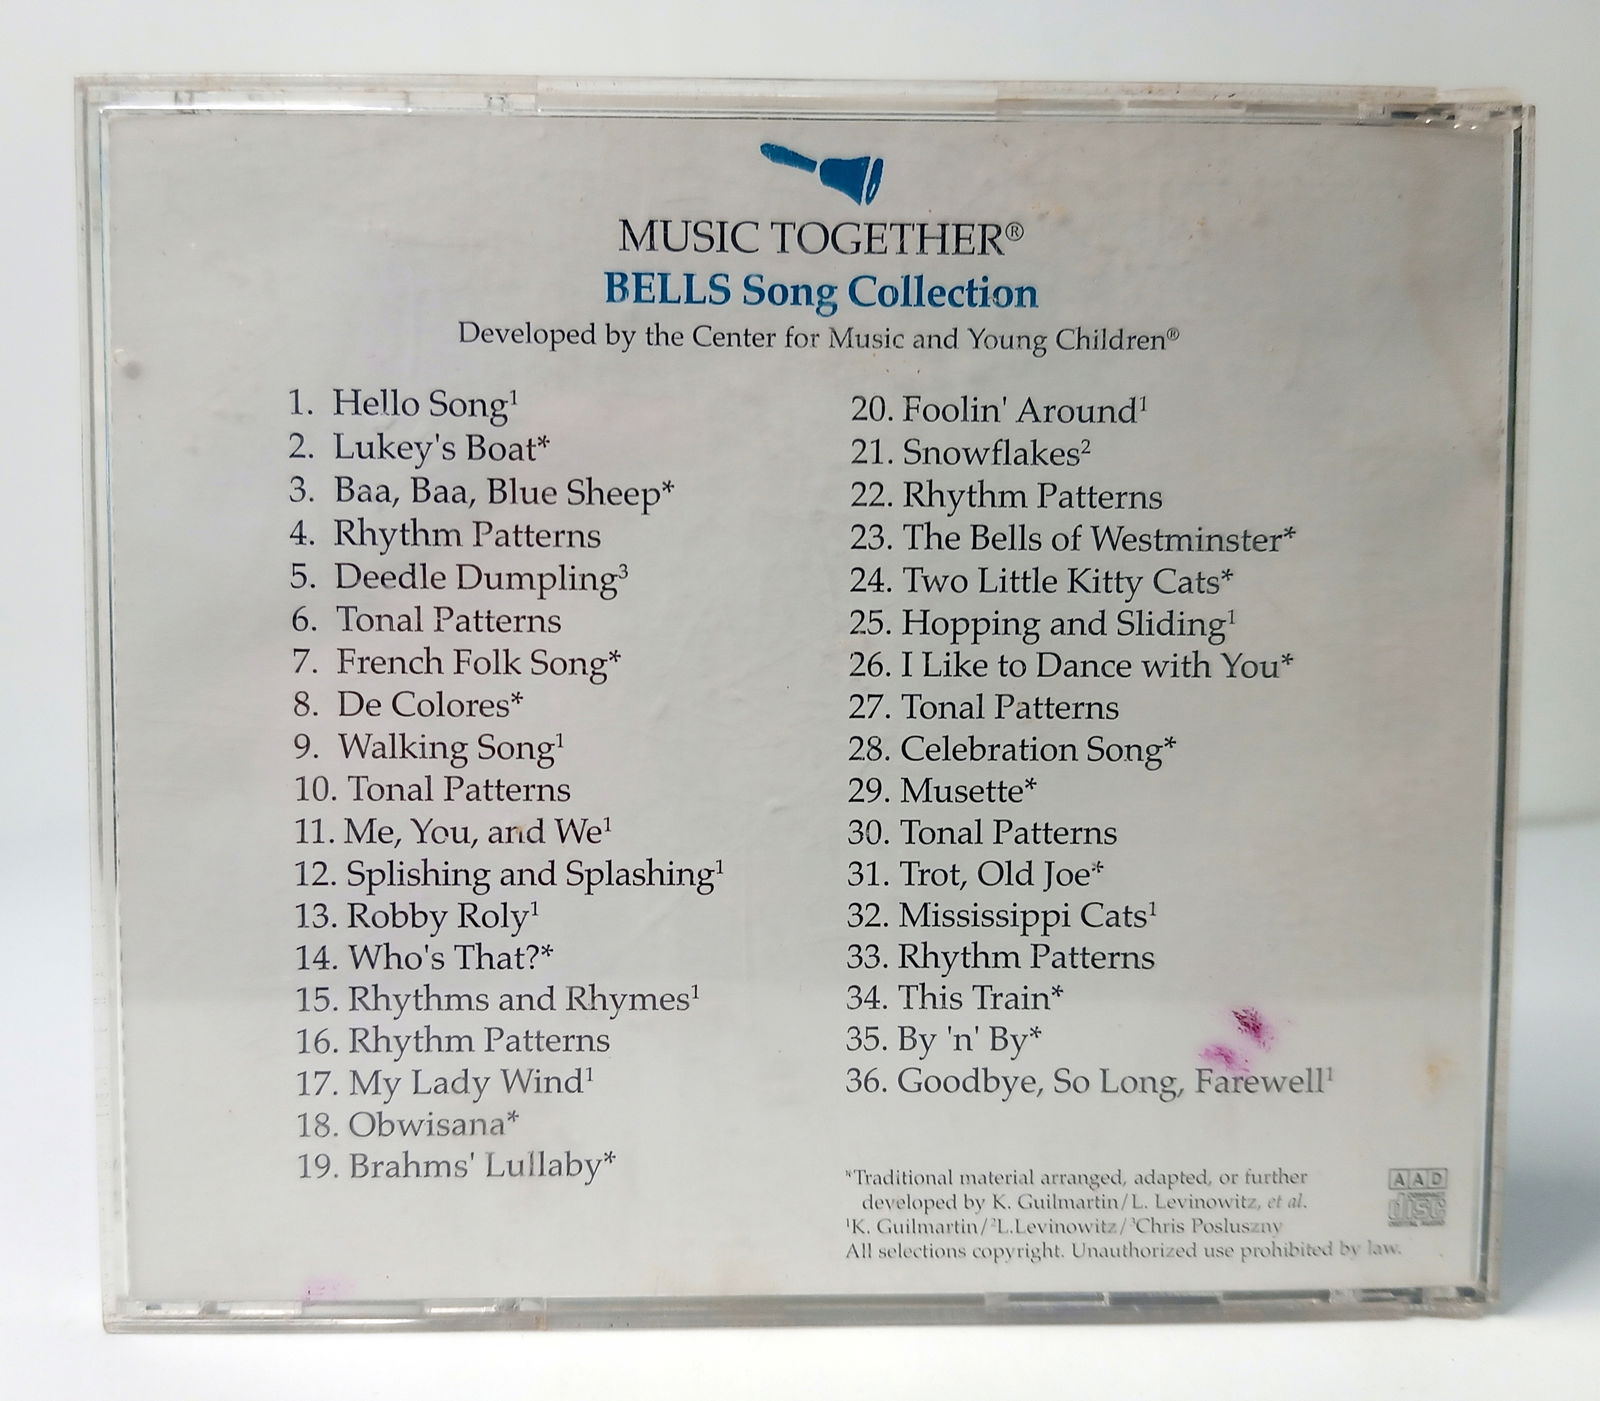 MUSIC TOGETHER®
BELLS Song Collection
Developed by the Center for Music and Young Children®
1. Hello Song¹
2. Lukey's Boat*
3. Baa, Baa, Blue Sheep*
4. Rhythm Patterns
5. Deedle Dumpling³
6. Tonal Patterns
7. French Folk Song*
8. De Colores*
9. Walking Song¹
10. Tonal Patterns
11. Me, You, and We¹
12. Splishing and Splashing¹
13. Robby Roly¹
14. Who's That?*
15. Rhythms and Rhymes¹
16. Rhythm Patterns
17. My Lady Wind¹
18. Obwisana*
19. Brahms' Lullaby*
20. Foolin' Around¹
21. Snowflakes²
22. Rhythm Patterns
23. The Bells of Westminster*
24. Two Little Kitty Cats*
25. Hopping and Sliding¹
26. I Like to Dance with You*
27. Tonal Patterns
28. Celebration Song*
29. Musette*
30. Tonal Patterns
31. Trot, Old Joe*
32. Mississippi Cats¹
33. Rhythm Patterns
34. This Train*
35. By 'n' By*
36. Goodbye, So Long, Farewell¹
*Traditional material arranged, adapted, or further
developed by K. Guilmartin/L. Levinowitz, et al.
¹K. Guilmartin/²L.Levinowitz/³Chris Posluszny
All selections copyright. Unauthorized use prohibited by law.
AAD
COMPACT
disc
DIGITAL AUDIO